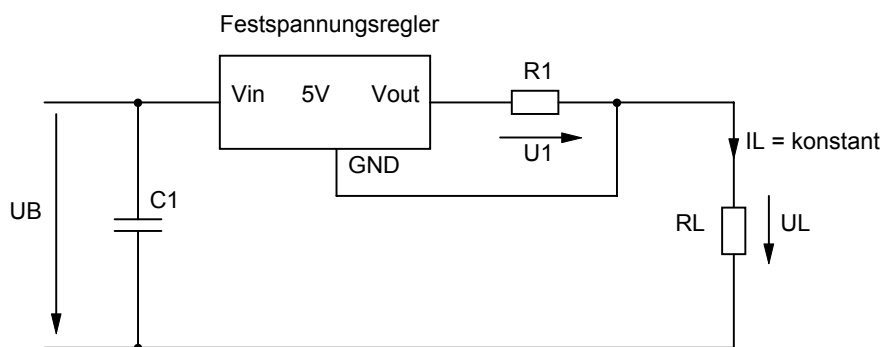 Festspannungsregler
Vin 5V Vout
R1
U1
GND
IL = konstant
C1
UB
RL
UL